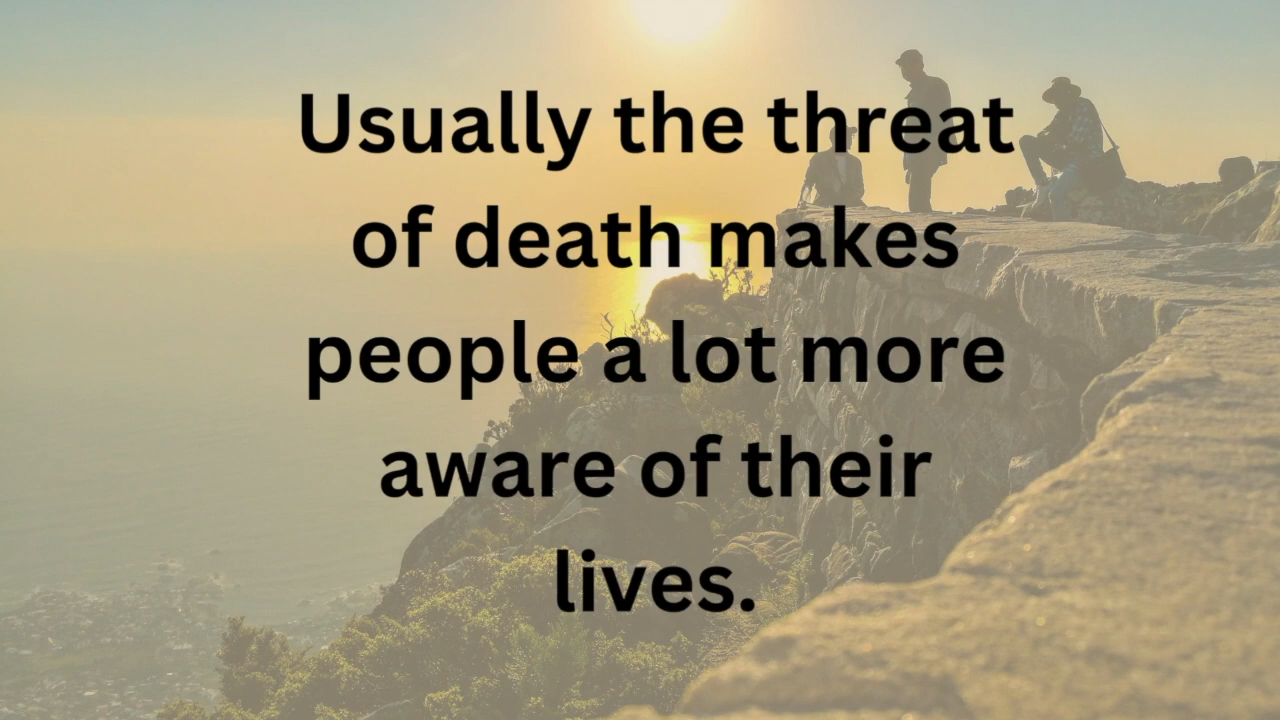 Usually the threat
of death makes
people a lot more
aware of their
lives.